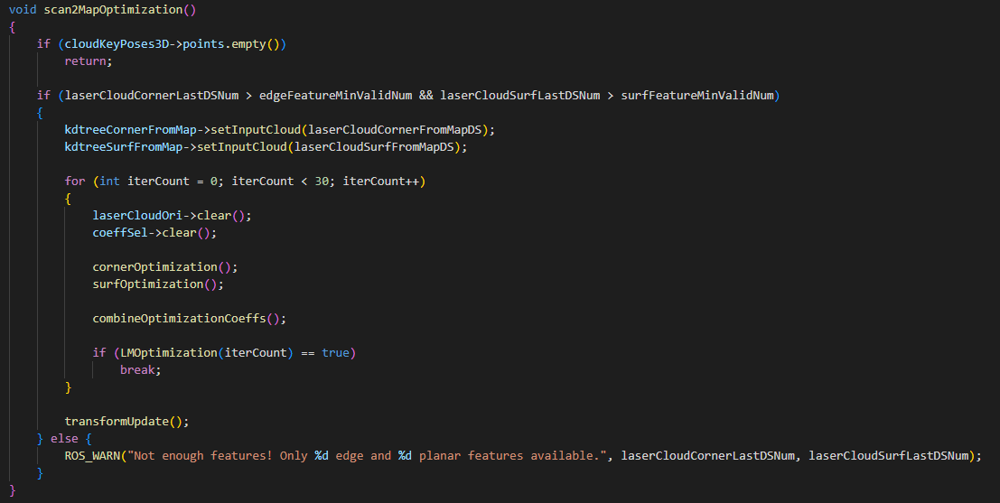 void scan2MapOptimization()
{
    if (cloudKeyPoses3D->points.empty())
        return;

    if (laserCloudCornerLastDSNum > edgeFeatureMinValidNum && laserCloudSurfLastDSNum > surfFeatureMinValidNum)
    {
        kdtreeCornerFromMap->setInputCloud(laserCloudCornerFromMapDS);
        kdtreeSurfFromMap->setInputCloud(laserCloudSurfFromMapDS);

        for (int iterCount = 0; iterCount < 30; iterCount++)
        {
            laserCloudOri->clear();
            coeffSel->clear();

            cornerOptimization();
            surfOptimization();

            combineOptimizationCoeffs();

            if (LMOptimization(iterCount) == true)
                break;
        }

        transformUpdate();
    } else {
        ROS_WARN("Not enough features! Only %d edge and %d planar features available.", laserCloudCornerLastDSNum, laserCloudSurfLastDSNum);
    }
}